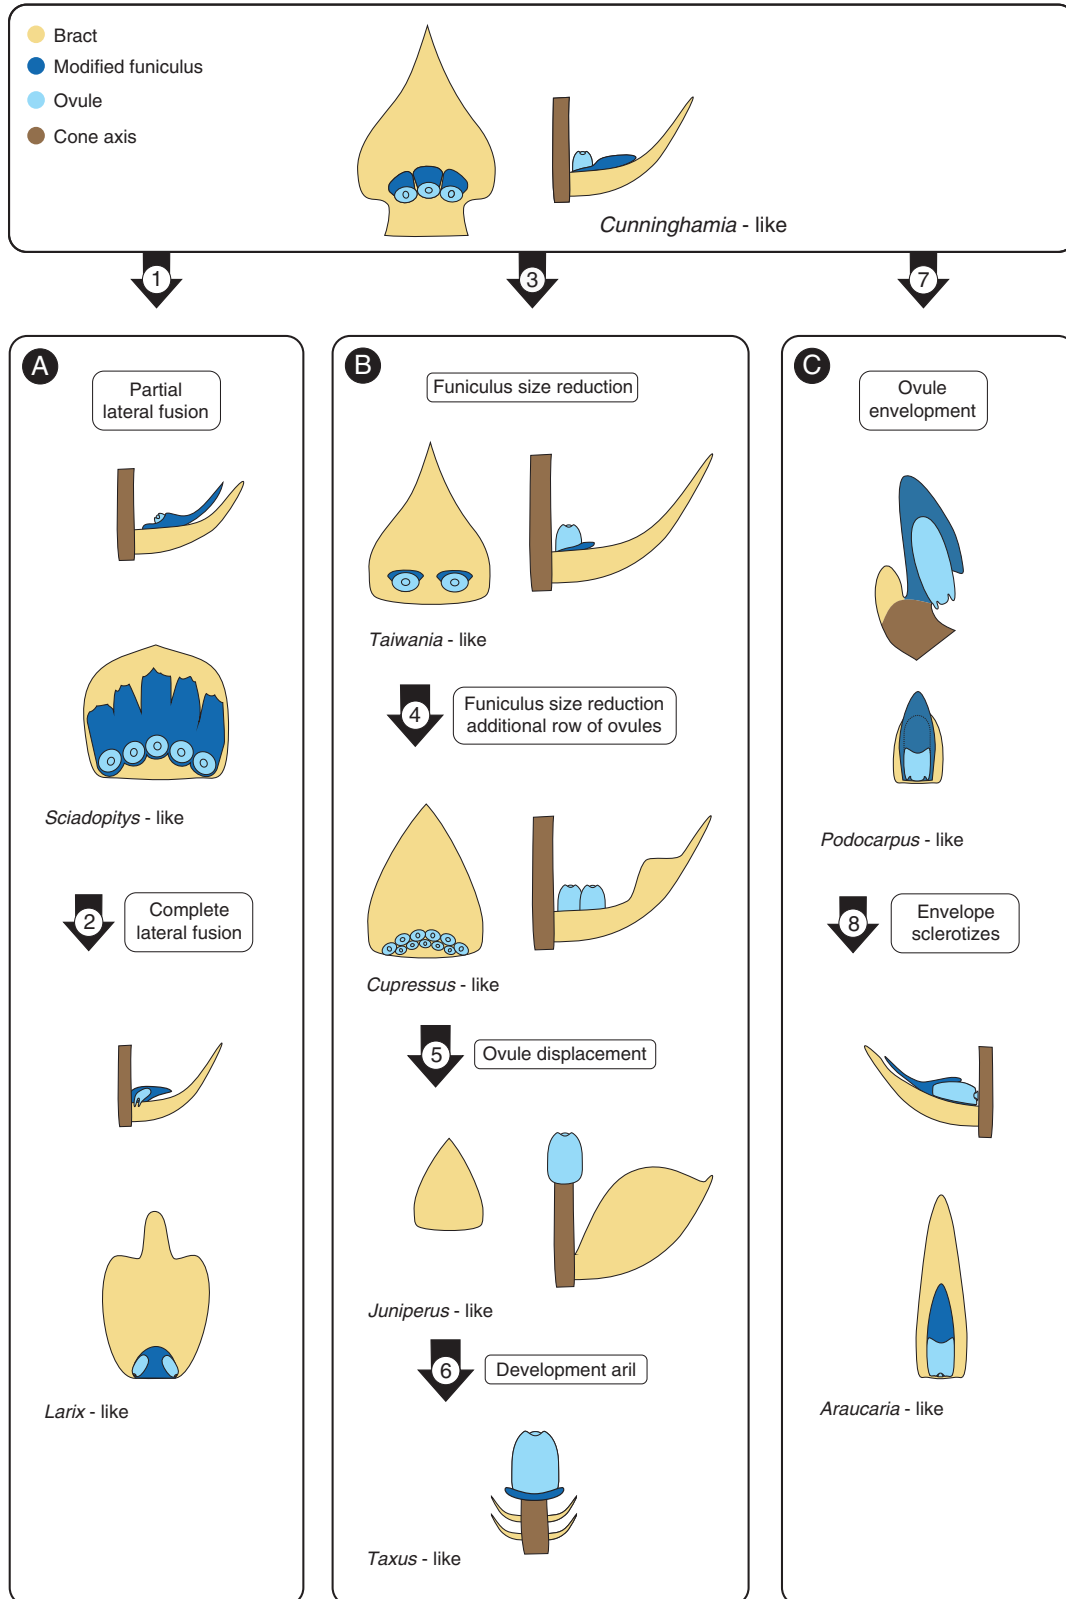 Bract
Modified funiculus
Ovule
Cone axis
Cunninghamia - like
1
3
7
A
Partial
lateral fusion
Sciadopitys - like
2
Complete
lateral fusion
Larix - like
B
Funiculus size reduction
Taiwania - like
4
Funiculus size reduction
additional row of ovules
Cupressus - like
5
Ovule displacement
Juniperus - like
6
Development aril
Taxus - like
C
Ovule
envelopment
Podocarpus - like
8
Envelope
sclerotizes
Araucaria - like